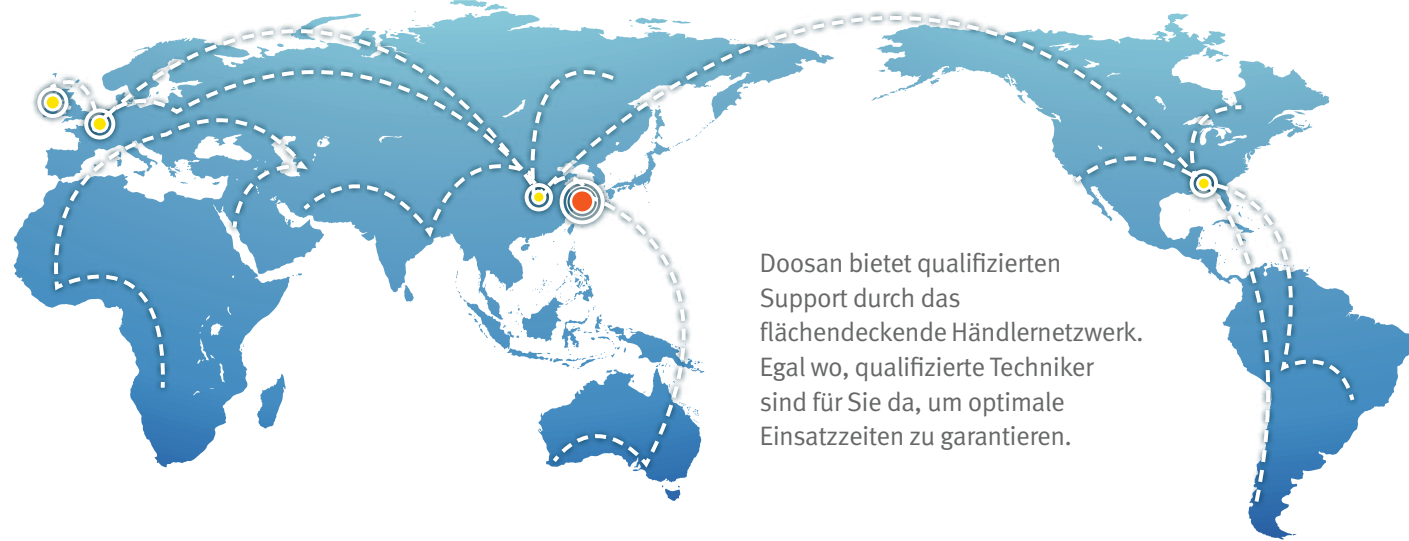 Doosan bietet qualifizierten
Support durch das
flächendeckende Händlernetzwerk.
Egal wo, qualifizierte Techniker
sind für Sie da, um optimale
Einsatzzeiten zu garantieren.